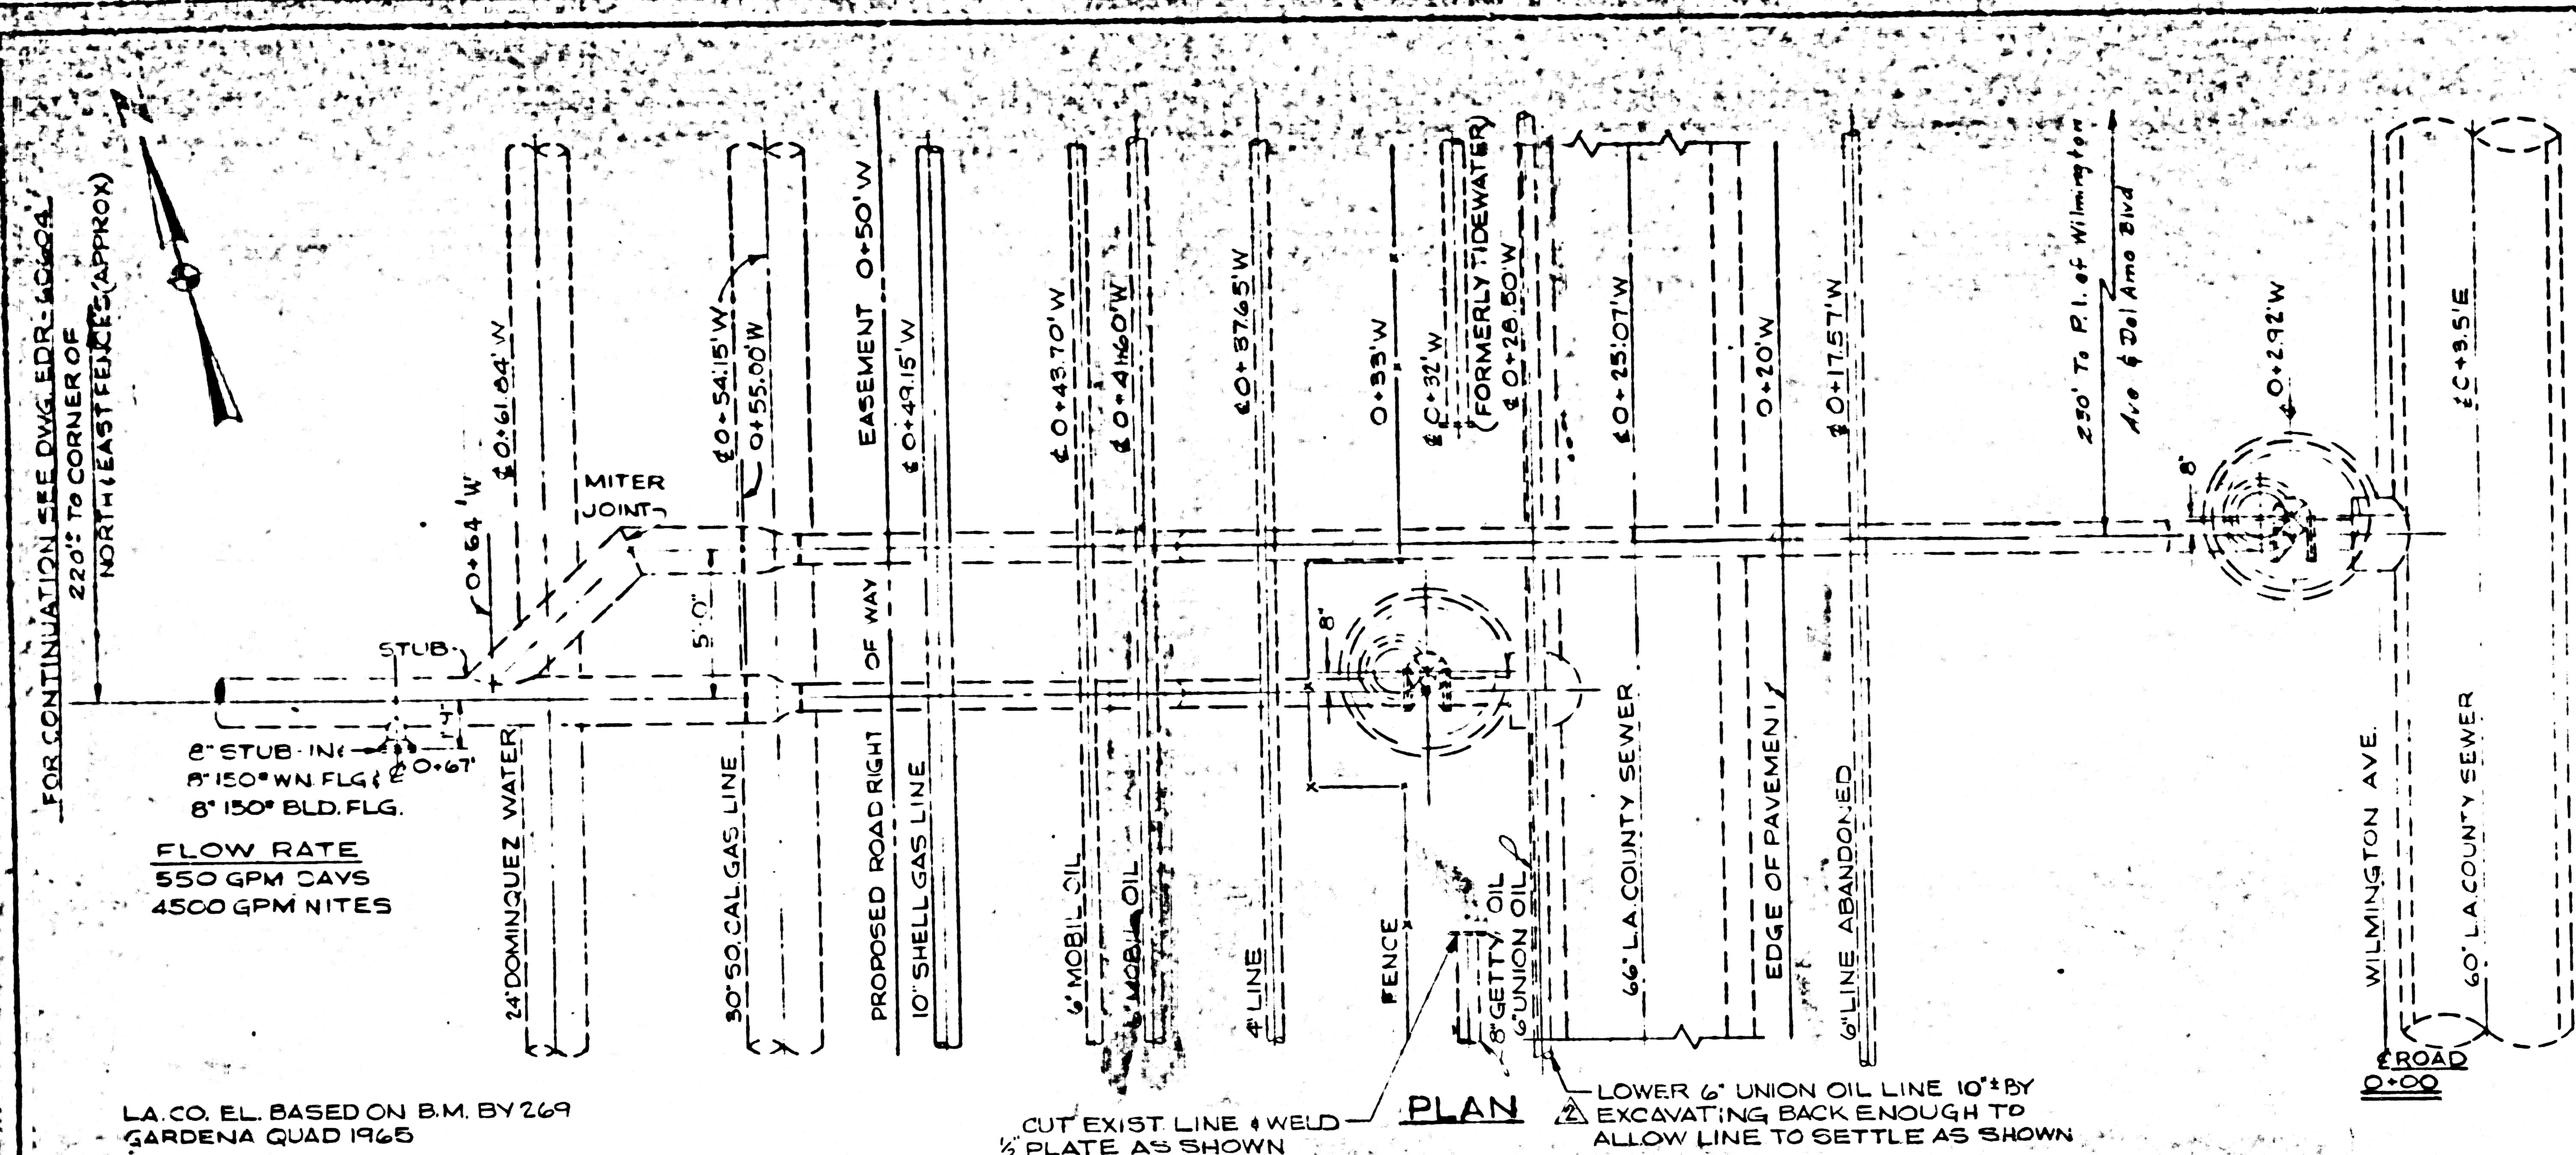 FOR CONTINUATION SEE DWG. EDR-60604
220'± TO CORNER OF
NORTH & EAST FENCES (APPROX)
0+64'W
℄ 0+61.84'W
MITER
JOINT
℄ 0+54.15'W
0+55.00'W
EASEMENT 0+50'W
℄ 0+49.15'W
℄ 0+43.70'W
℄ 0+41.60'W
℄ 0+37.65'W
0+33'W
℄ 0+32'W
(FORMERLY TIDEWATER)
℄ 0+28.50'W
℄ 0+25.07'W
0+20'W
℄ 0+17.57'W
230' To P.I. of Wilmington
Ave & Del Amo Blvd
0+2.92'W
℄ 0+3.5'E
8"
STUB
5'-0"
8"
8" STUB-IN &
8" 150# WN. FLG &
8" 150# BLD. FLG.
℄ 0+67'
FLOW RATE
550 GPM DAYS
4500 GPM NITES
24" DOMINQUEZ WATER
30" SO. CAL. GAS LINE
PROPOSED ROAD RIGHT OF WAY
10" SHELL GAS LINE
6" MOBIL OIL
6" MOBIL OIL
4" LINE
FENCE
8" GETTY OIL
6" UNION OIL
66" L.A. COUNTY SEWER
EDGE OF PAVEMENT
6" LINE ABANDONED
WILMINGTON AVE.
60" L.A. COUNTY SEWER
℄ ROAD
0+00
L.A. CO. EL. BASED ON B.M. BY 269
GARDENA QUAD 1965
CUT EXIST. LINE & WELD
½" PLATE AS SHOWN
PLAN
2
LOWER 6" UNION OIL LINE 10"± BY
EXCAVATING BACK ENOUGH TO
ALLOW LINE TO SETTLE AS SHOWN